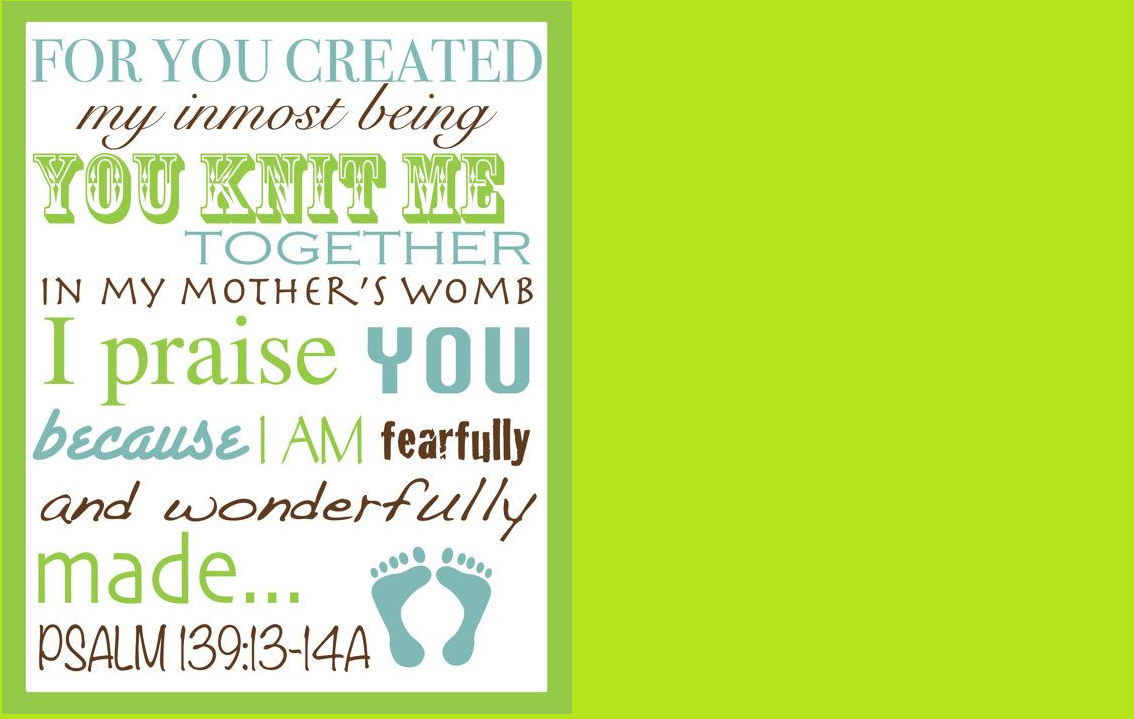 FOR YOU CREATED
my inmost being
YOU KNIT ME
TOGETHER
IN MY MOTHER'S WOMB
I praise YOU
because I AM fearfully
and wonderfully
made...
PSALM 139:13-14A